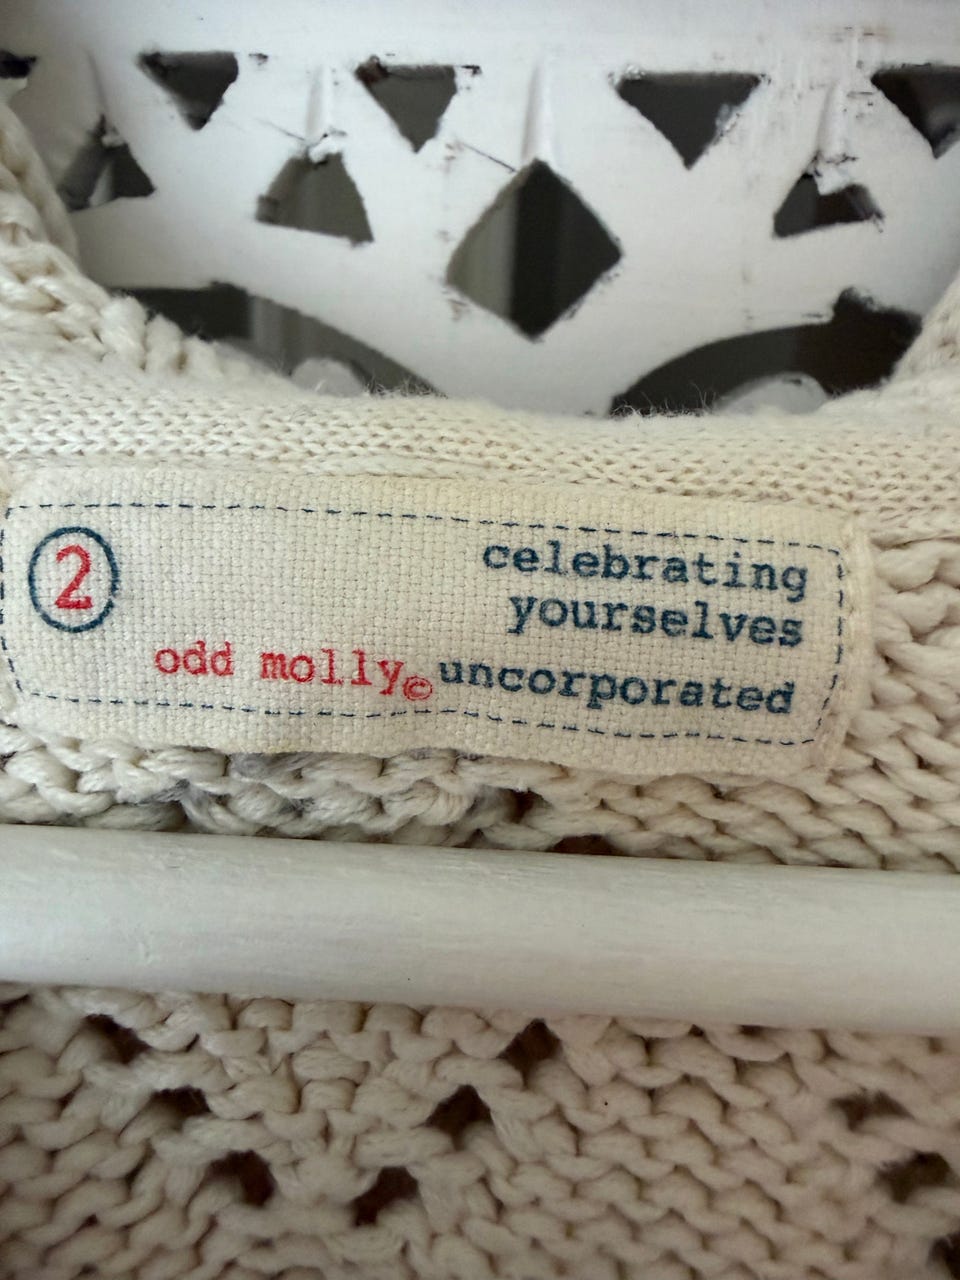 2
celebrating
yourselves
odd molly© uncorporated